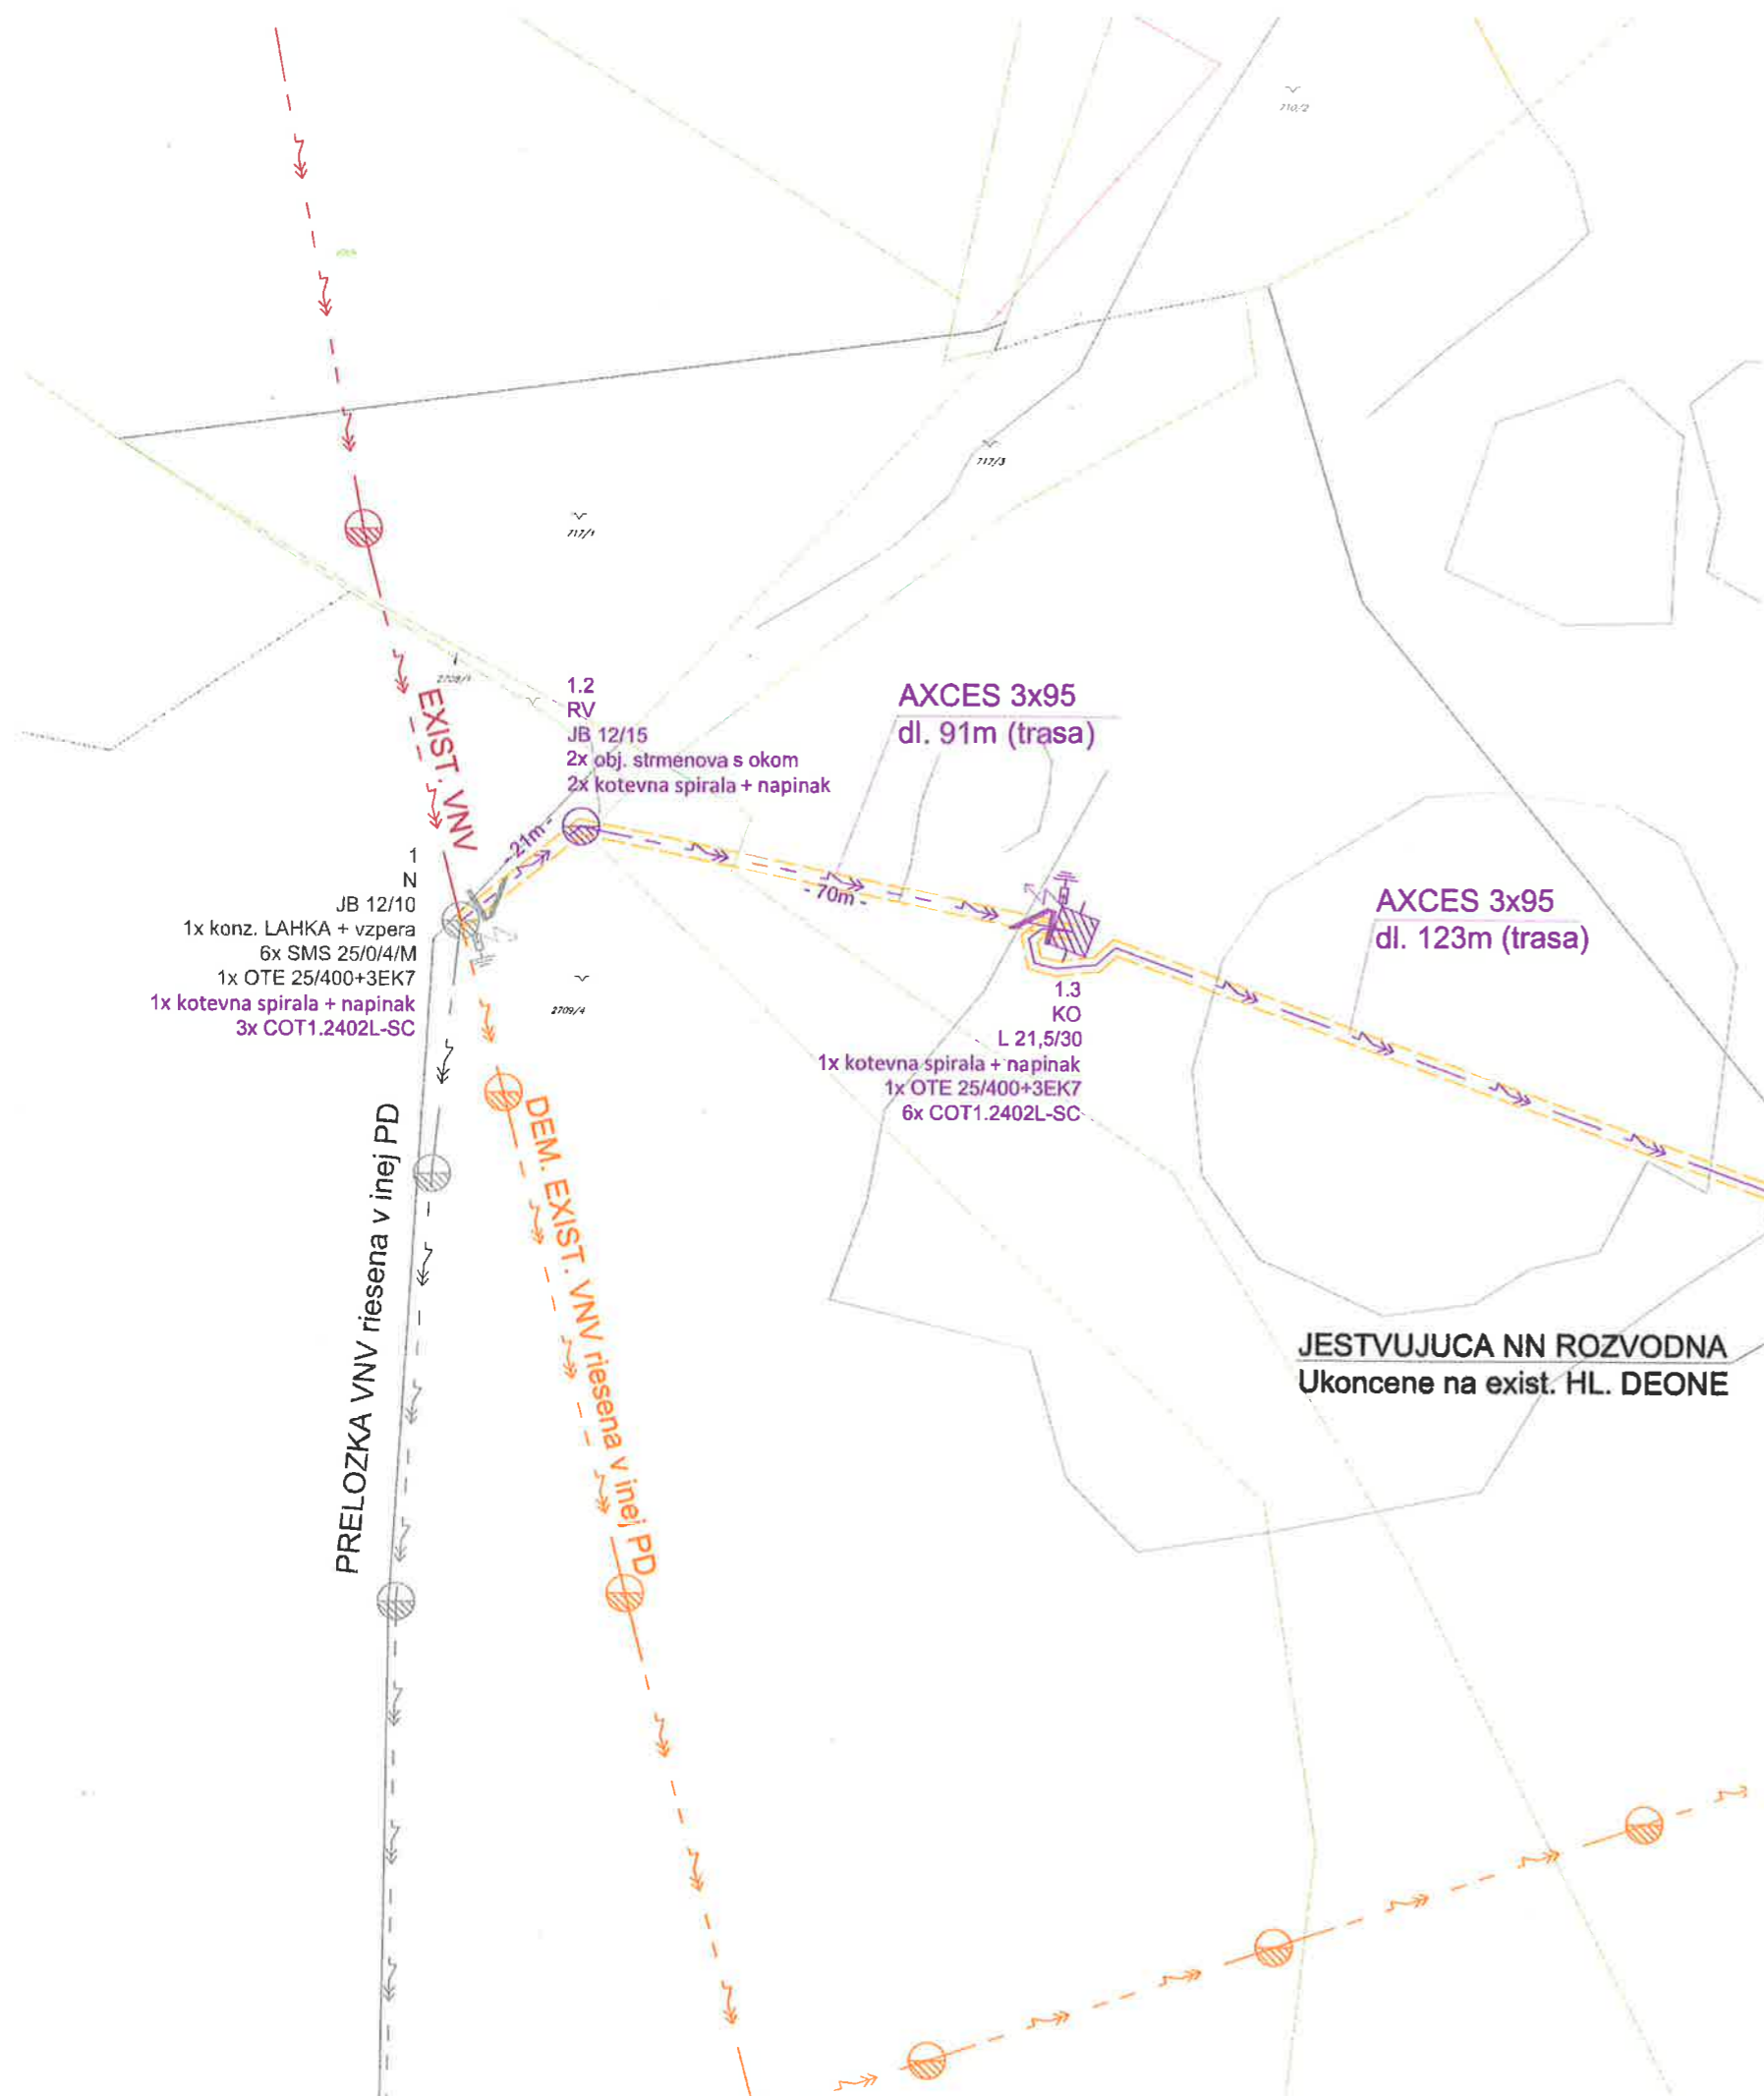 710/2
717/3
717/1
2708/1
EXIST. VNV
1.2
RV
JB 12/15
2x obj. strmenova s okom
2x kotevna spirala + napinak
AXCES 3x95
dl. 91m (trasa)
- 21m -
- 70m -
1
N
JB 12/10
1x konz. LAHKA + vzpera
6x SMS 25/0/4/M
1x OTE 25/400+3EK7
1x kotevna spirala + napinak
3x COT1.2402L-SC
2709/4
AXCES 3x95
dl. 123m (trasa)
1.3
KO
L 21,5/30
1x kotevna spirala + napinak
1x OTE 25/400+3EK7
6x COT1.2402L-SC
PRELOZKA VNV riesena v inej PD
DEM. EXIST. VNV riesena v inej PD
JESTVUJUCA NN ROZVODNA
Ukoncene na exist. HL. DEONE